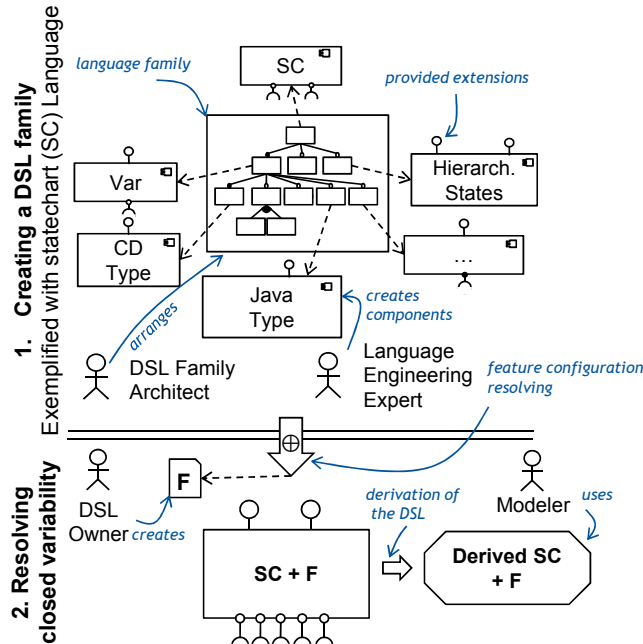 1. Creating a DSL family
Exemplified with statechart (SC) Language
language family
SC
provided extensions
Var
Hierarch.
States
CD
Type
...
Java
Type
arranges
creates
components
DSL Family
Architect
Language
Engineering
Expert
feature configuration
resolving
2. Resolving
closed variability
DSL
Owner
creates
F
derivation of
the DSL
Modeler
uses
SC + F
Derived SC
+ F